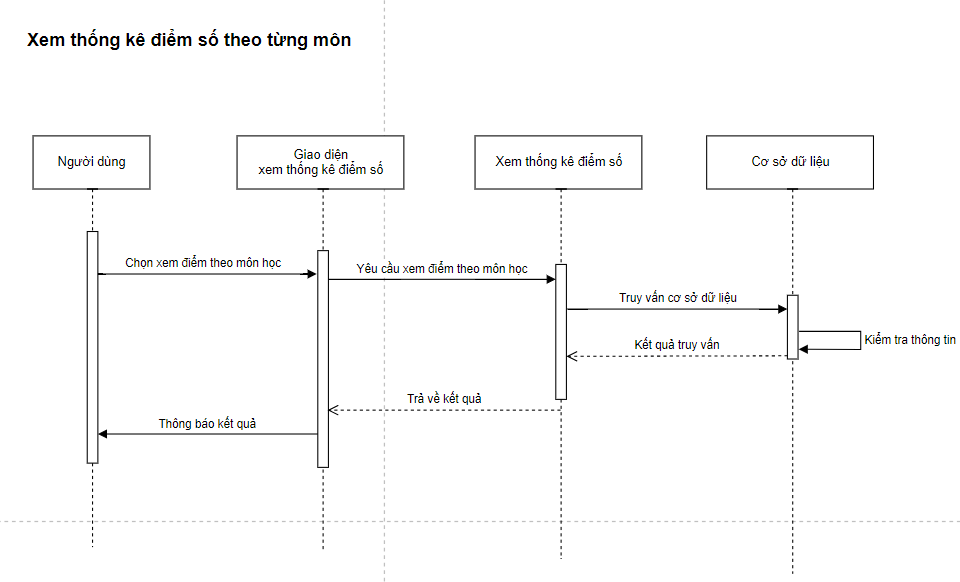 Xem thống kê điểm số theo từng môn
Người dùng
Giao diện
xem thống kê điểm số
Xem thống kê điểm số
Cơ sở dữ liệu
Chọn xem điểm theo môn học
Yêu cầu xem điểm theo môn học
Truy vấn cơ sở dữ liệu
Kiểm tra thông tin
Kết quả truy vấn
Trả về kết quả
Thông báo kết quả